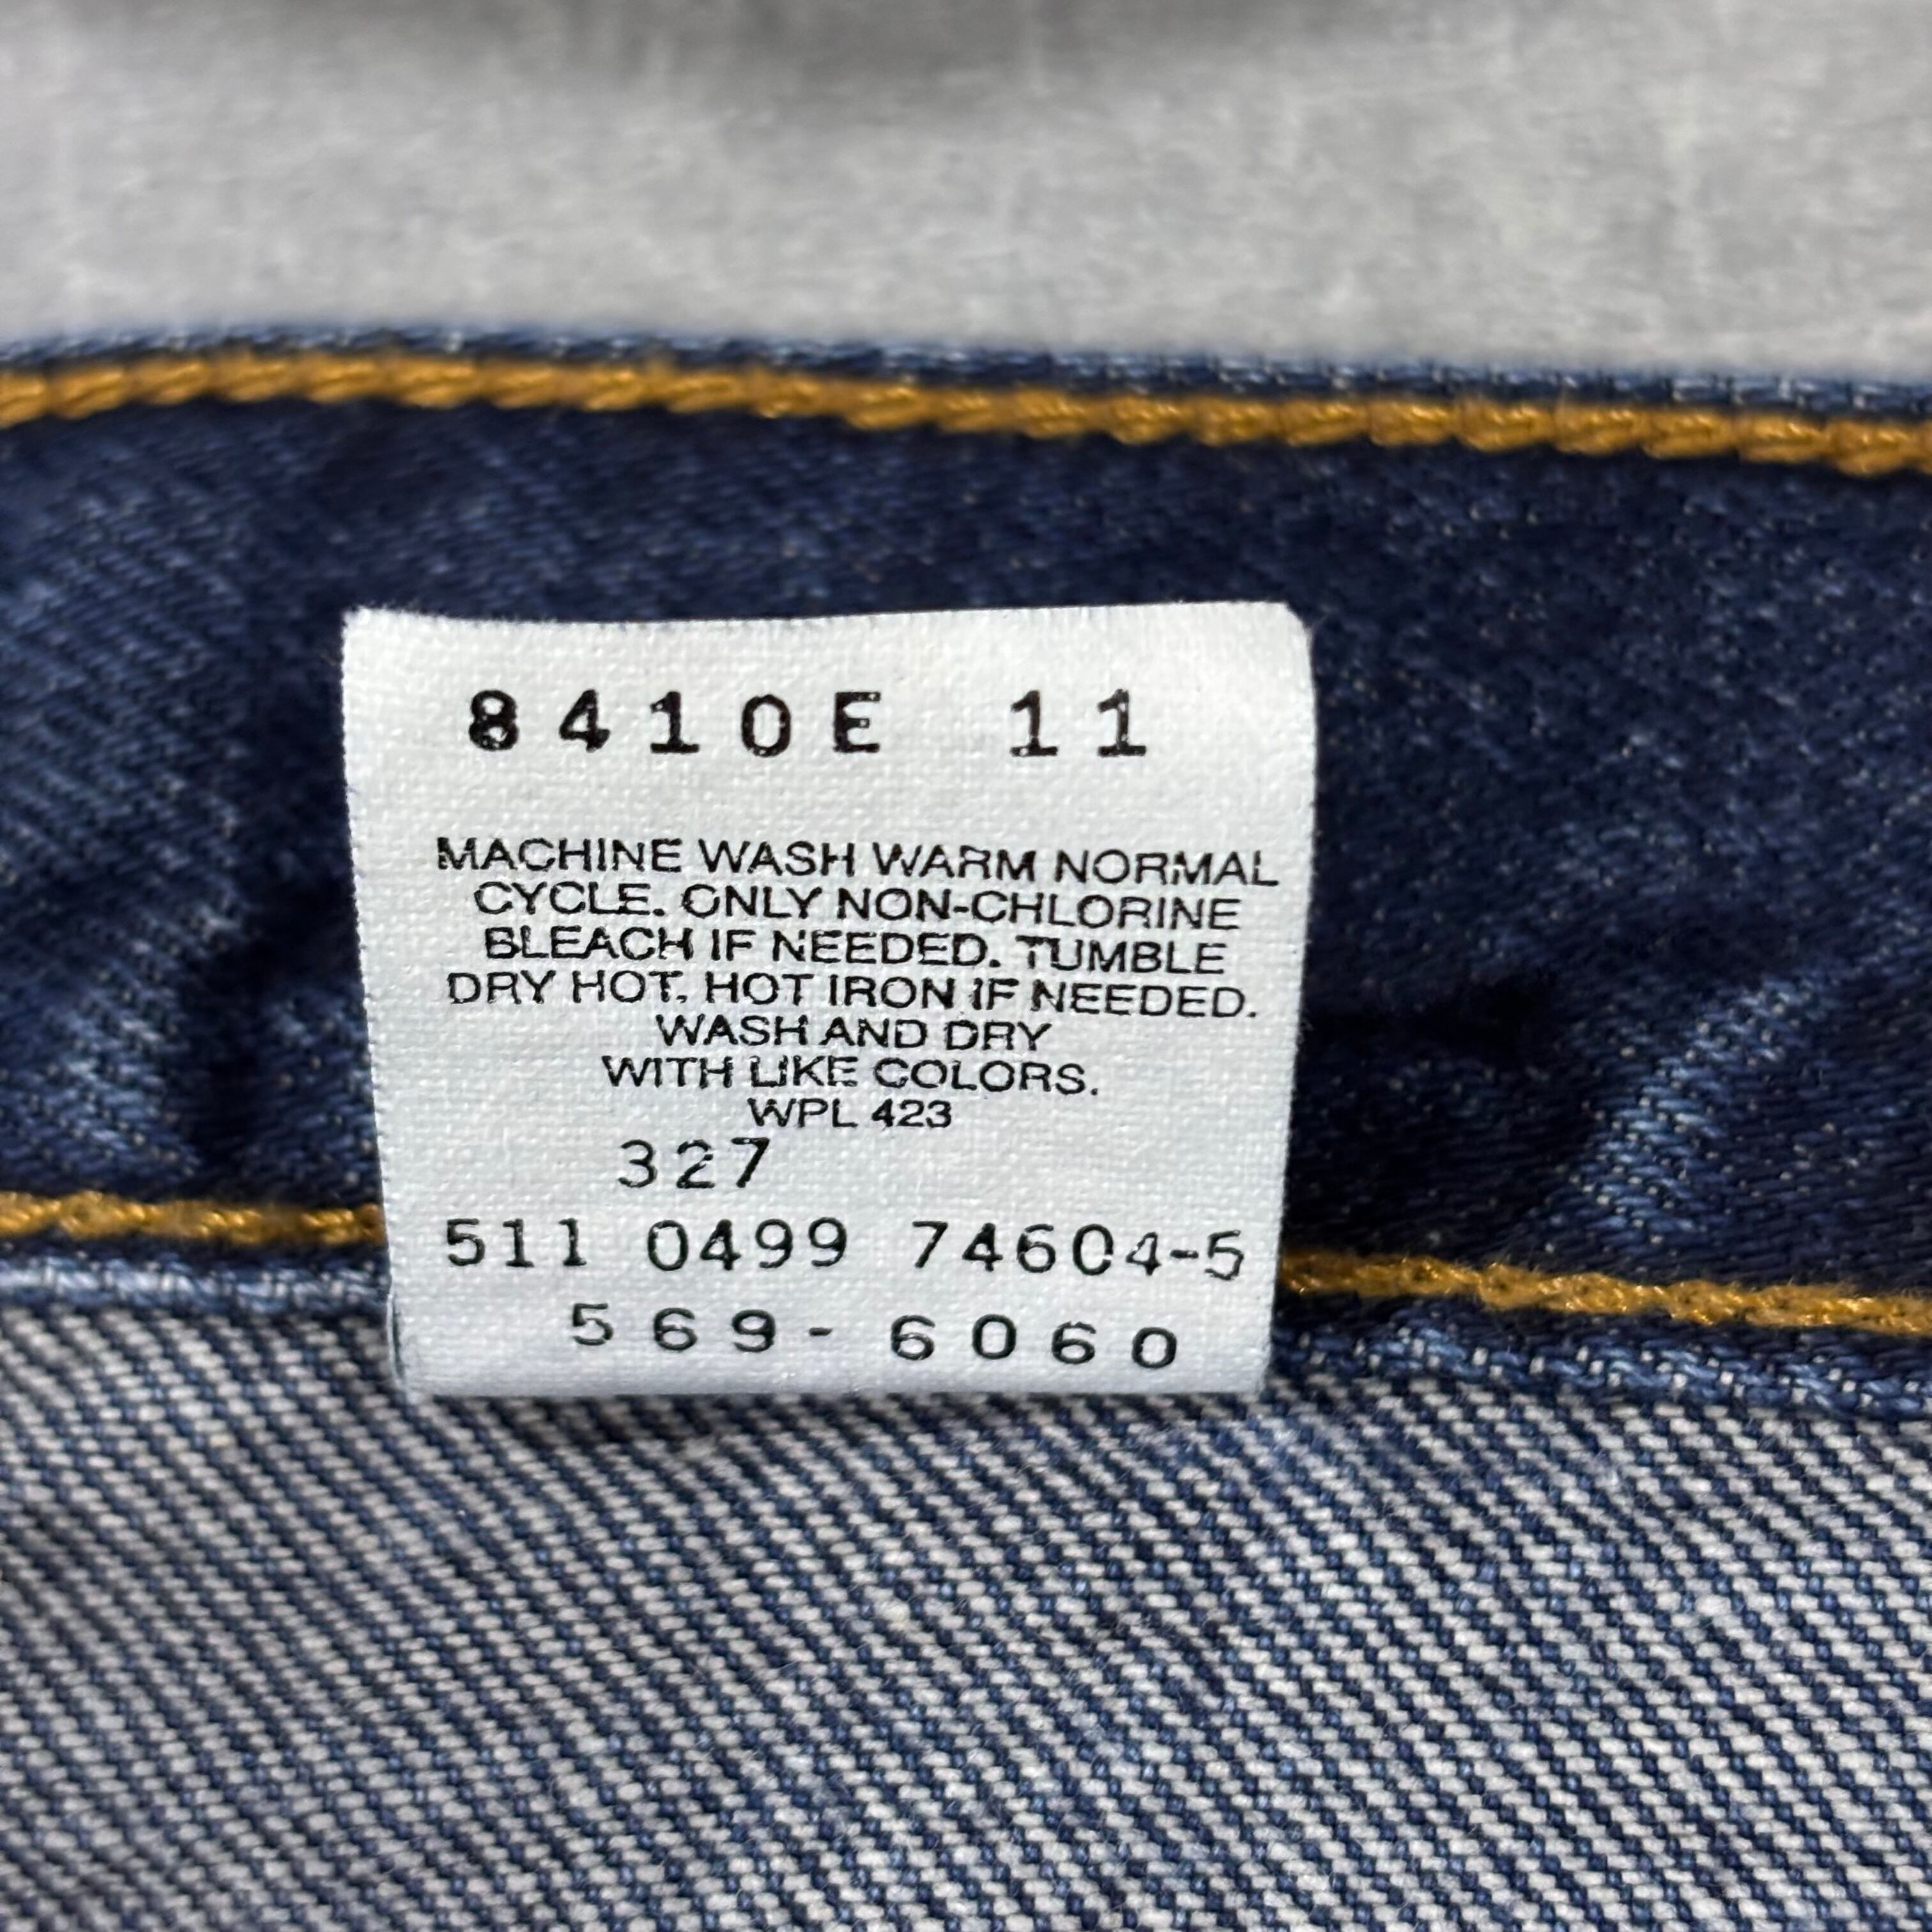 8410E 11
MACHINE WASH WARM NORMAL
CYCLE. ONLY NON-CHLORINE
BLEACH IF NEEDED. TUMBLE
DRY HOT. HOT IRON IF NEEDED.
WASH AND DRY
WITH LIKE COLORS.
WPL 423
327
511 0499 74604-5
569-6060